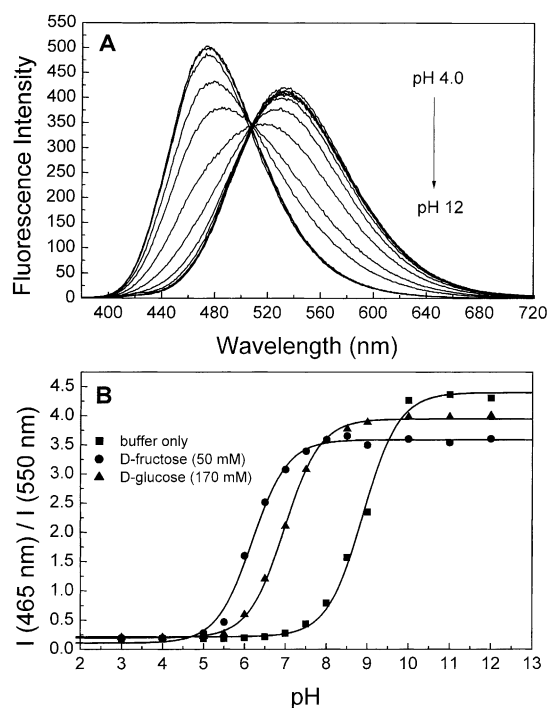 A
Fluorescence Intensity
550
500
450
400
350
300
250
200
150
100
50
0
pH 4.0
pH 12
400 440 480 520 560 600 640 680 720
Wavelength (nm)
B
I (465 nm) / I (550 nm)
4.5
4.0
3.5
3.0
2.5
2.0
1.5
1.0
0.5
0.0
buffer only
D-fructose (50 mM)
D-glucose (170 mM)
2 3 4 5 6 7 8 9 10 11 12 13
pH